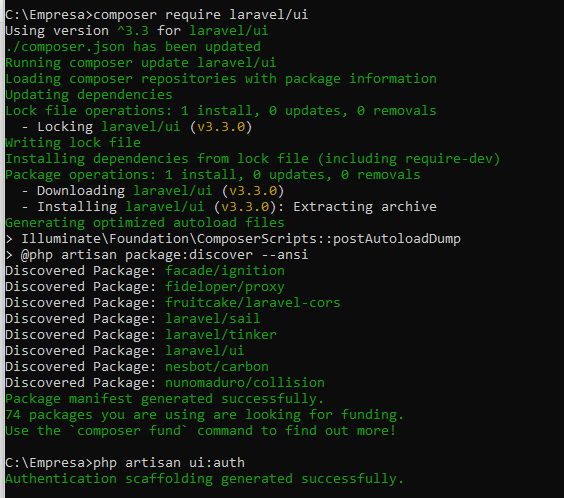 C:\Empresa>composer require laravel/ui
Using version ^3.3 for laravel/ui
./composer.json has been updated
Running composer update laravel/ui
Loading composer repositories with package information
Updating dependencies
Lock file operations: 1 install, 0 updates, 0 removals
  - Locking laravel/ui (v3.3.0)
Writing lock file
Installing dependencies from lock file (including require-dev)
Package operations: 1 install, 0 updates, 0 removals
  - Downloading laravel/ui (v3.3.0)
  - Installing laravel/ui (v3.3.0): Extracting archive
Generating optimized autoload files
> Illuminate\Foundation\ComposerScripts::postAutoloadDump
> @php artisan package:discover --ansi
Discovered Package: facade/ignition
Discovered Package: fideloper/proxy
Discovered Package: fruitcake/laravel-cors
Discovered Package: laravel/sail
Discovered Package: laravel/tinker
Discovered Package: laravel/ui
Discovered Package: nesbot/carbon
Discovered Package: nunomaduro/collision
Package manifest generated successfully.
74 packages you are using are looking for funding.
Use the `composer fund` command to find out more!
C:\Empresa>php artisan ui:auth
Authentication scaffolding generated successfully.